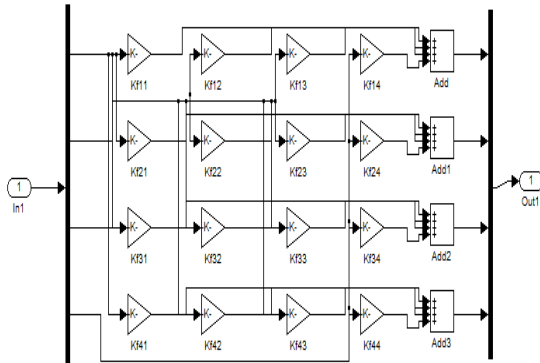 K- K- K- K-
Kf11 Kf12 Kf13 Kf14 Add
K- K- K- K-
Kf21 Kf22 Kf23 Kf24 Add1
1
In1
1
Out1
K- K- K- K-
Kf31 Kf32 Kf33 Kf34 Add2
K- K- K- K-
Kf41 Kf42 Kf43 Kf44 Add3